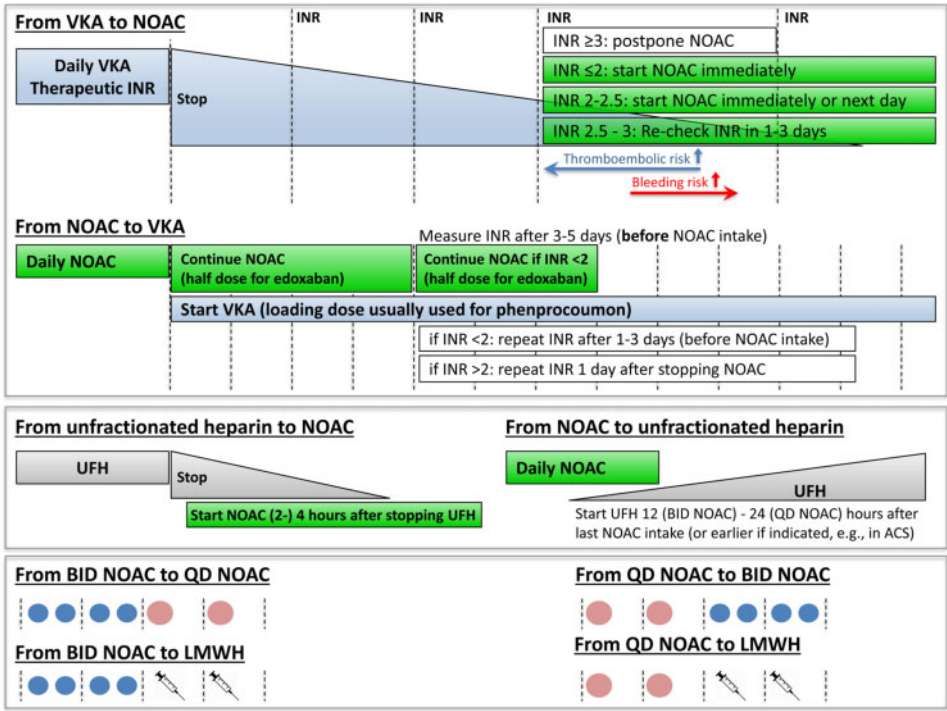 From VKA to NOAC
INR
INR
INR
INR
Daily VKA
Therapeutic INR
Stop
INR ≥3: postpone NOAC
INR ≤2: start NOAC immediately
INR 2-2.5: start NOAC immediately or next day
INR 2.5 - 3: Re-check INR in 1-3 days
Thromboembolic risk
Bleeding risk
From NOAC to VKA
Measure INR after 3-5 days (before NOAC intake)
Daily NOAC
Continue NOAC
(half dose for edoxaban)
Continue NOAC if INR <2
(half dose for edoxaban)
Start VKA (loading dose usually used for phenprocoumon)
if INR <2: repeat INR after 1-3 days (before NOAC intake)
if INR >2: repeat INR 1 day after stopping NOAC
From unfractionated heparin to NOAC
UFH
Stop
Start NOAC (2-) 4 hours after stopping UFH
From NOAC to unfractionated heparin
Daily NOAC
UFH
Start UFH 12 (BID NOAC) - 24 (QD NOAC) hours after
last NOAC intake (or earlier if indicated, e.g., in ACS)
From BID NOAC to QD NOAC
From QD NOAC to BID NOAC
From BID NOAC to LMWH
From QD NOAC to LMWH